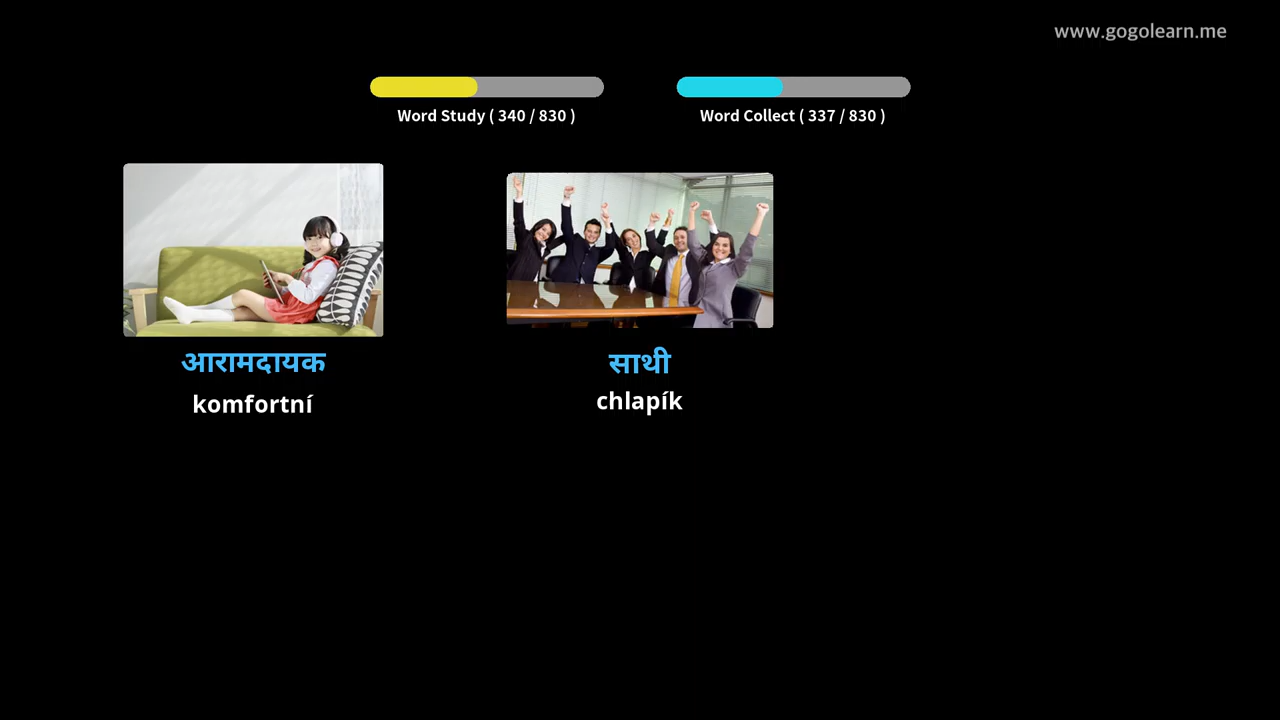 www.gogolearn.me
Word Study ( 340 / 830 )
Word Collect ( 337 / 830 )
आरामदायक
komfortní
साथी
chlapík